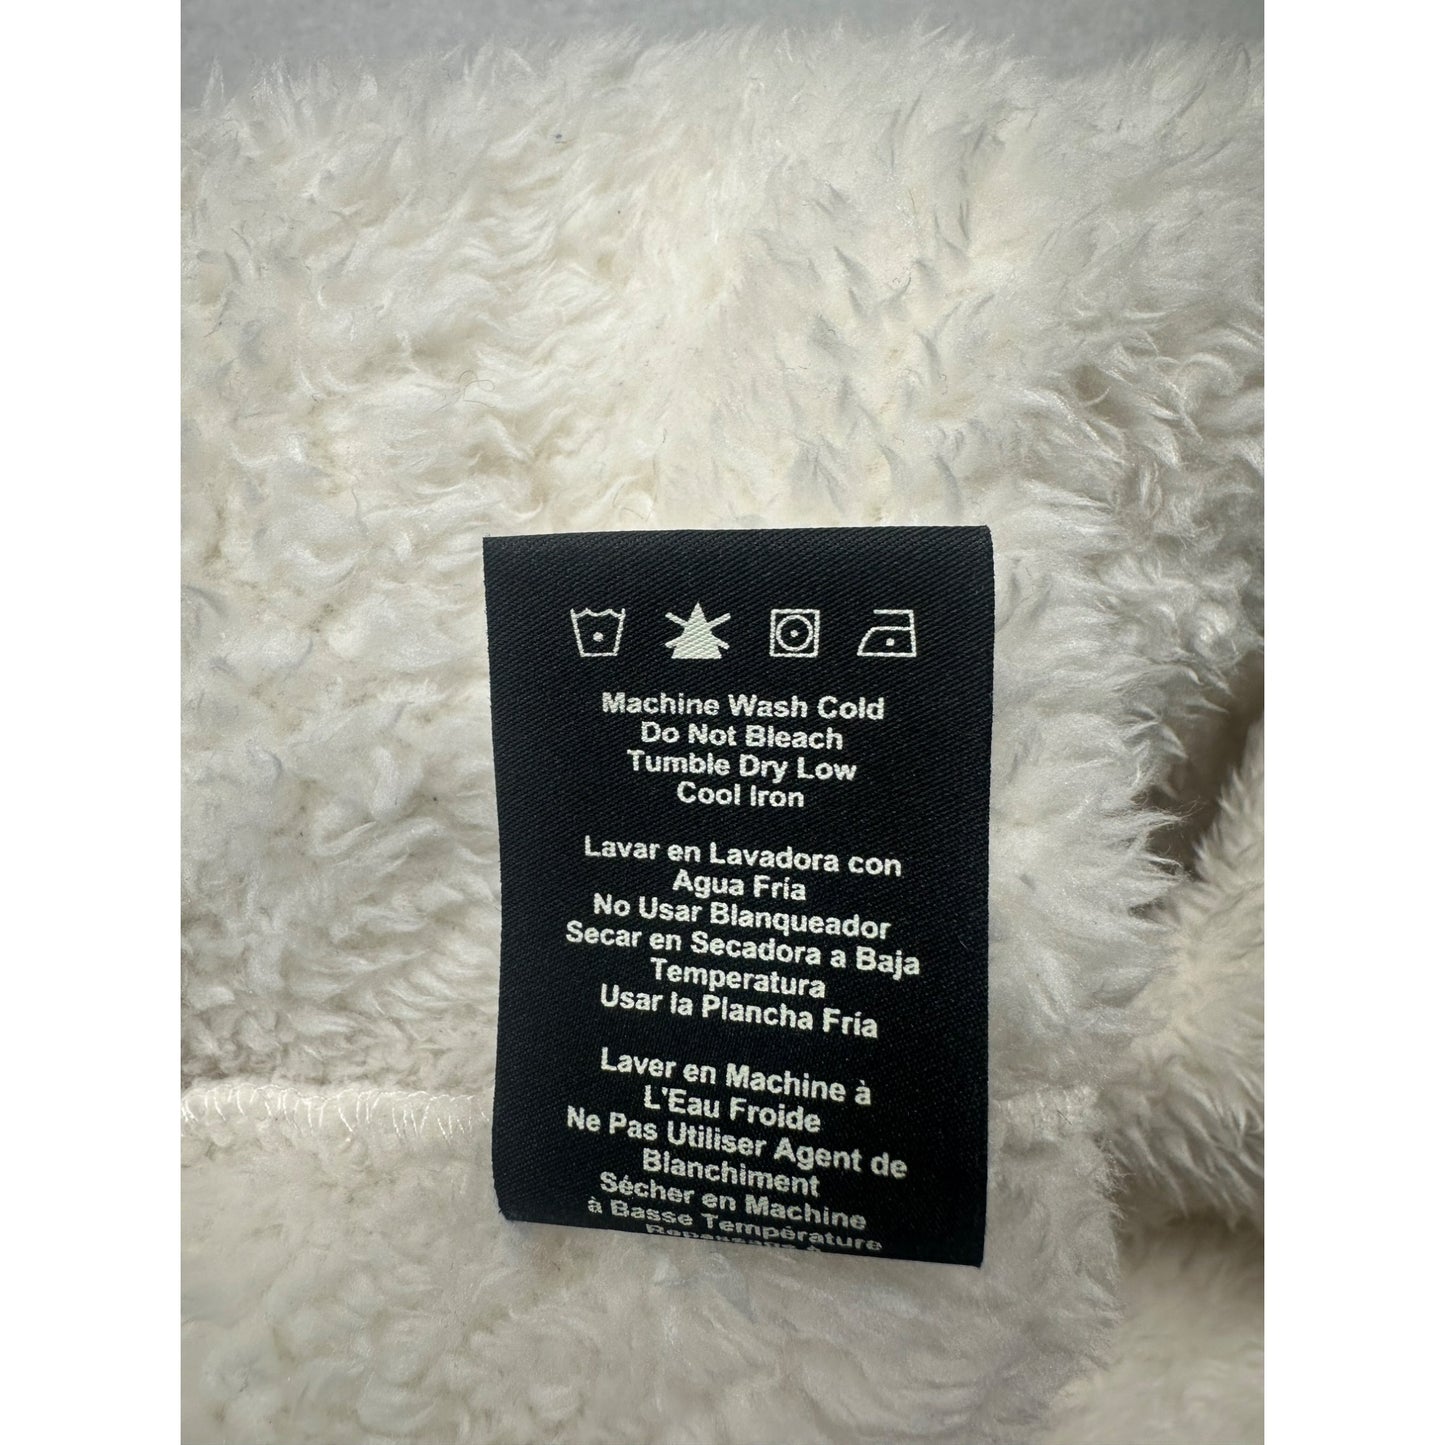 Machine Wash Cold
Do Not Bleach
Tumble Dry Low
Cool Iron
Lavar en Lavadora con
Agua Fría
No Usar Blanqueador
Secar en Secadora a Baja
Temperatura
Usar la Plancha Fría
Laver en Machine à
L'Eau Froide
Ne Pas Utiliser Agent de
Blanchiment
Sécher en Machine
à Basse Température
Repassage à